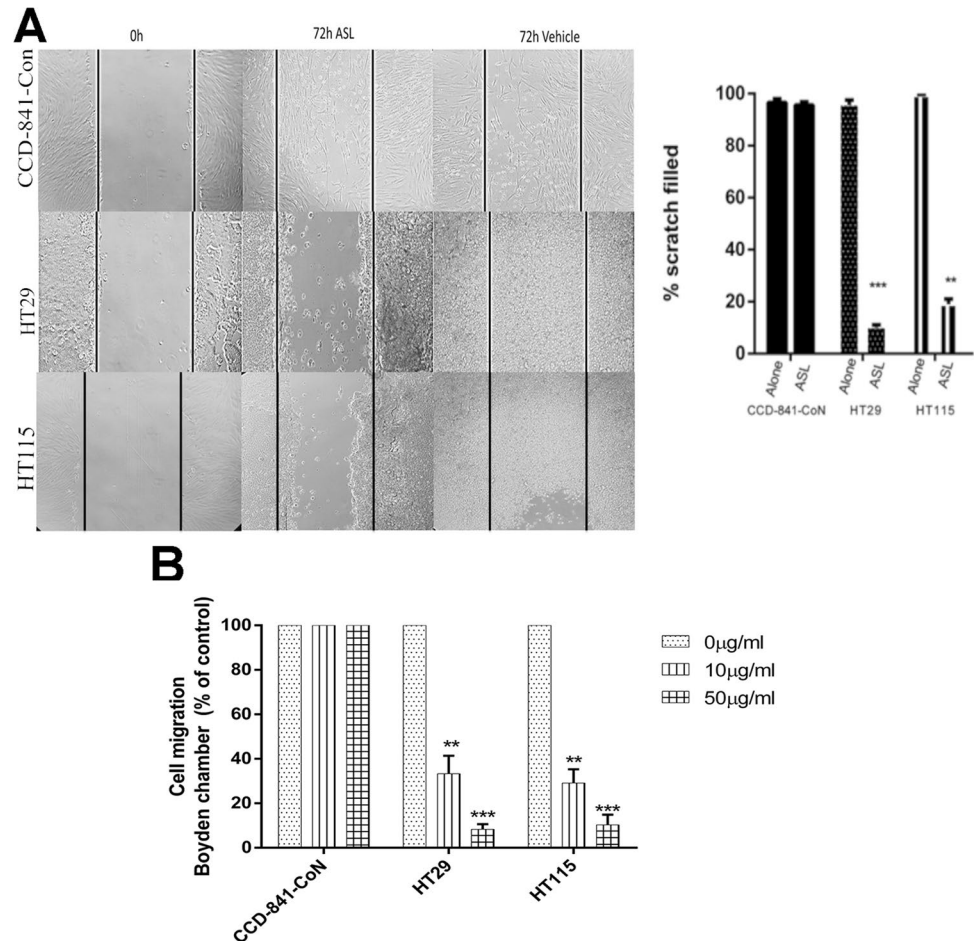 A
0h 72h ASL 72h Vehicle
CCD-841-Con
HT29
HT115
% scratch filled
100
80
60
40
20
0
***
**
Alone ASL Alone ASL Alone ASL
CCD-841-CoN HT29 HT115
B
Cell migration
Boyden chamber (% of control)
100
80
60
40
20
0
** ***
** ***
CCD-841-CoN HT29 HT115
0µg/ml
10µg/ml
50µg/ml